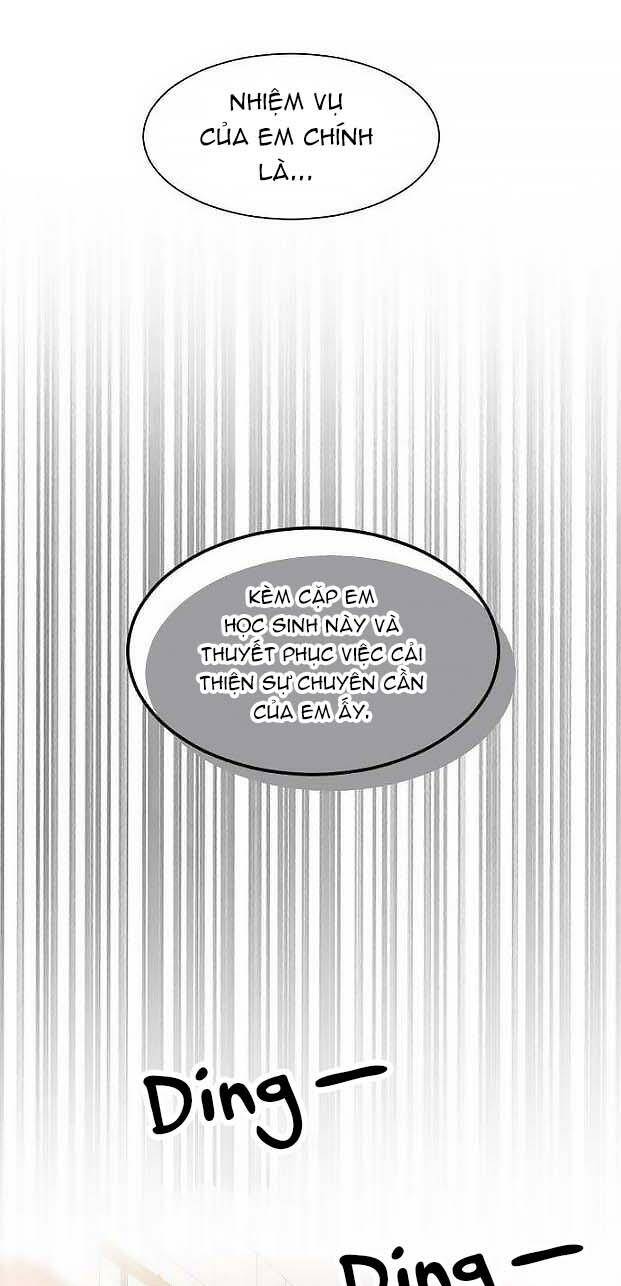 NHIỆM VỤ
CỦA EM CHÍNH
LÀ...
KÈM CẶP EM
HỌC SINH NÀY VÀ
THUYẾT PHỤC VIỆC CẢI
THIỆN SỰ CHUYÊN CẦN
CỦA EM ẤY.
Ding—
Ding—